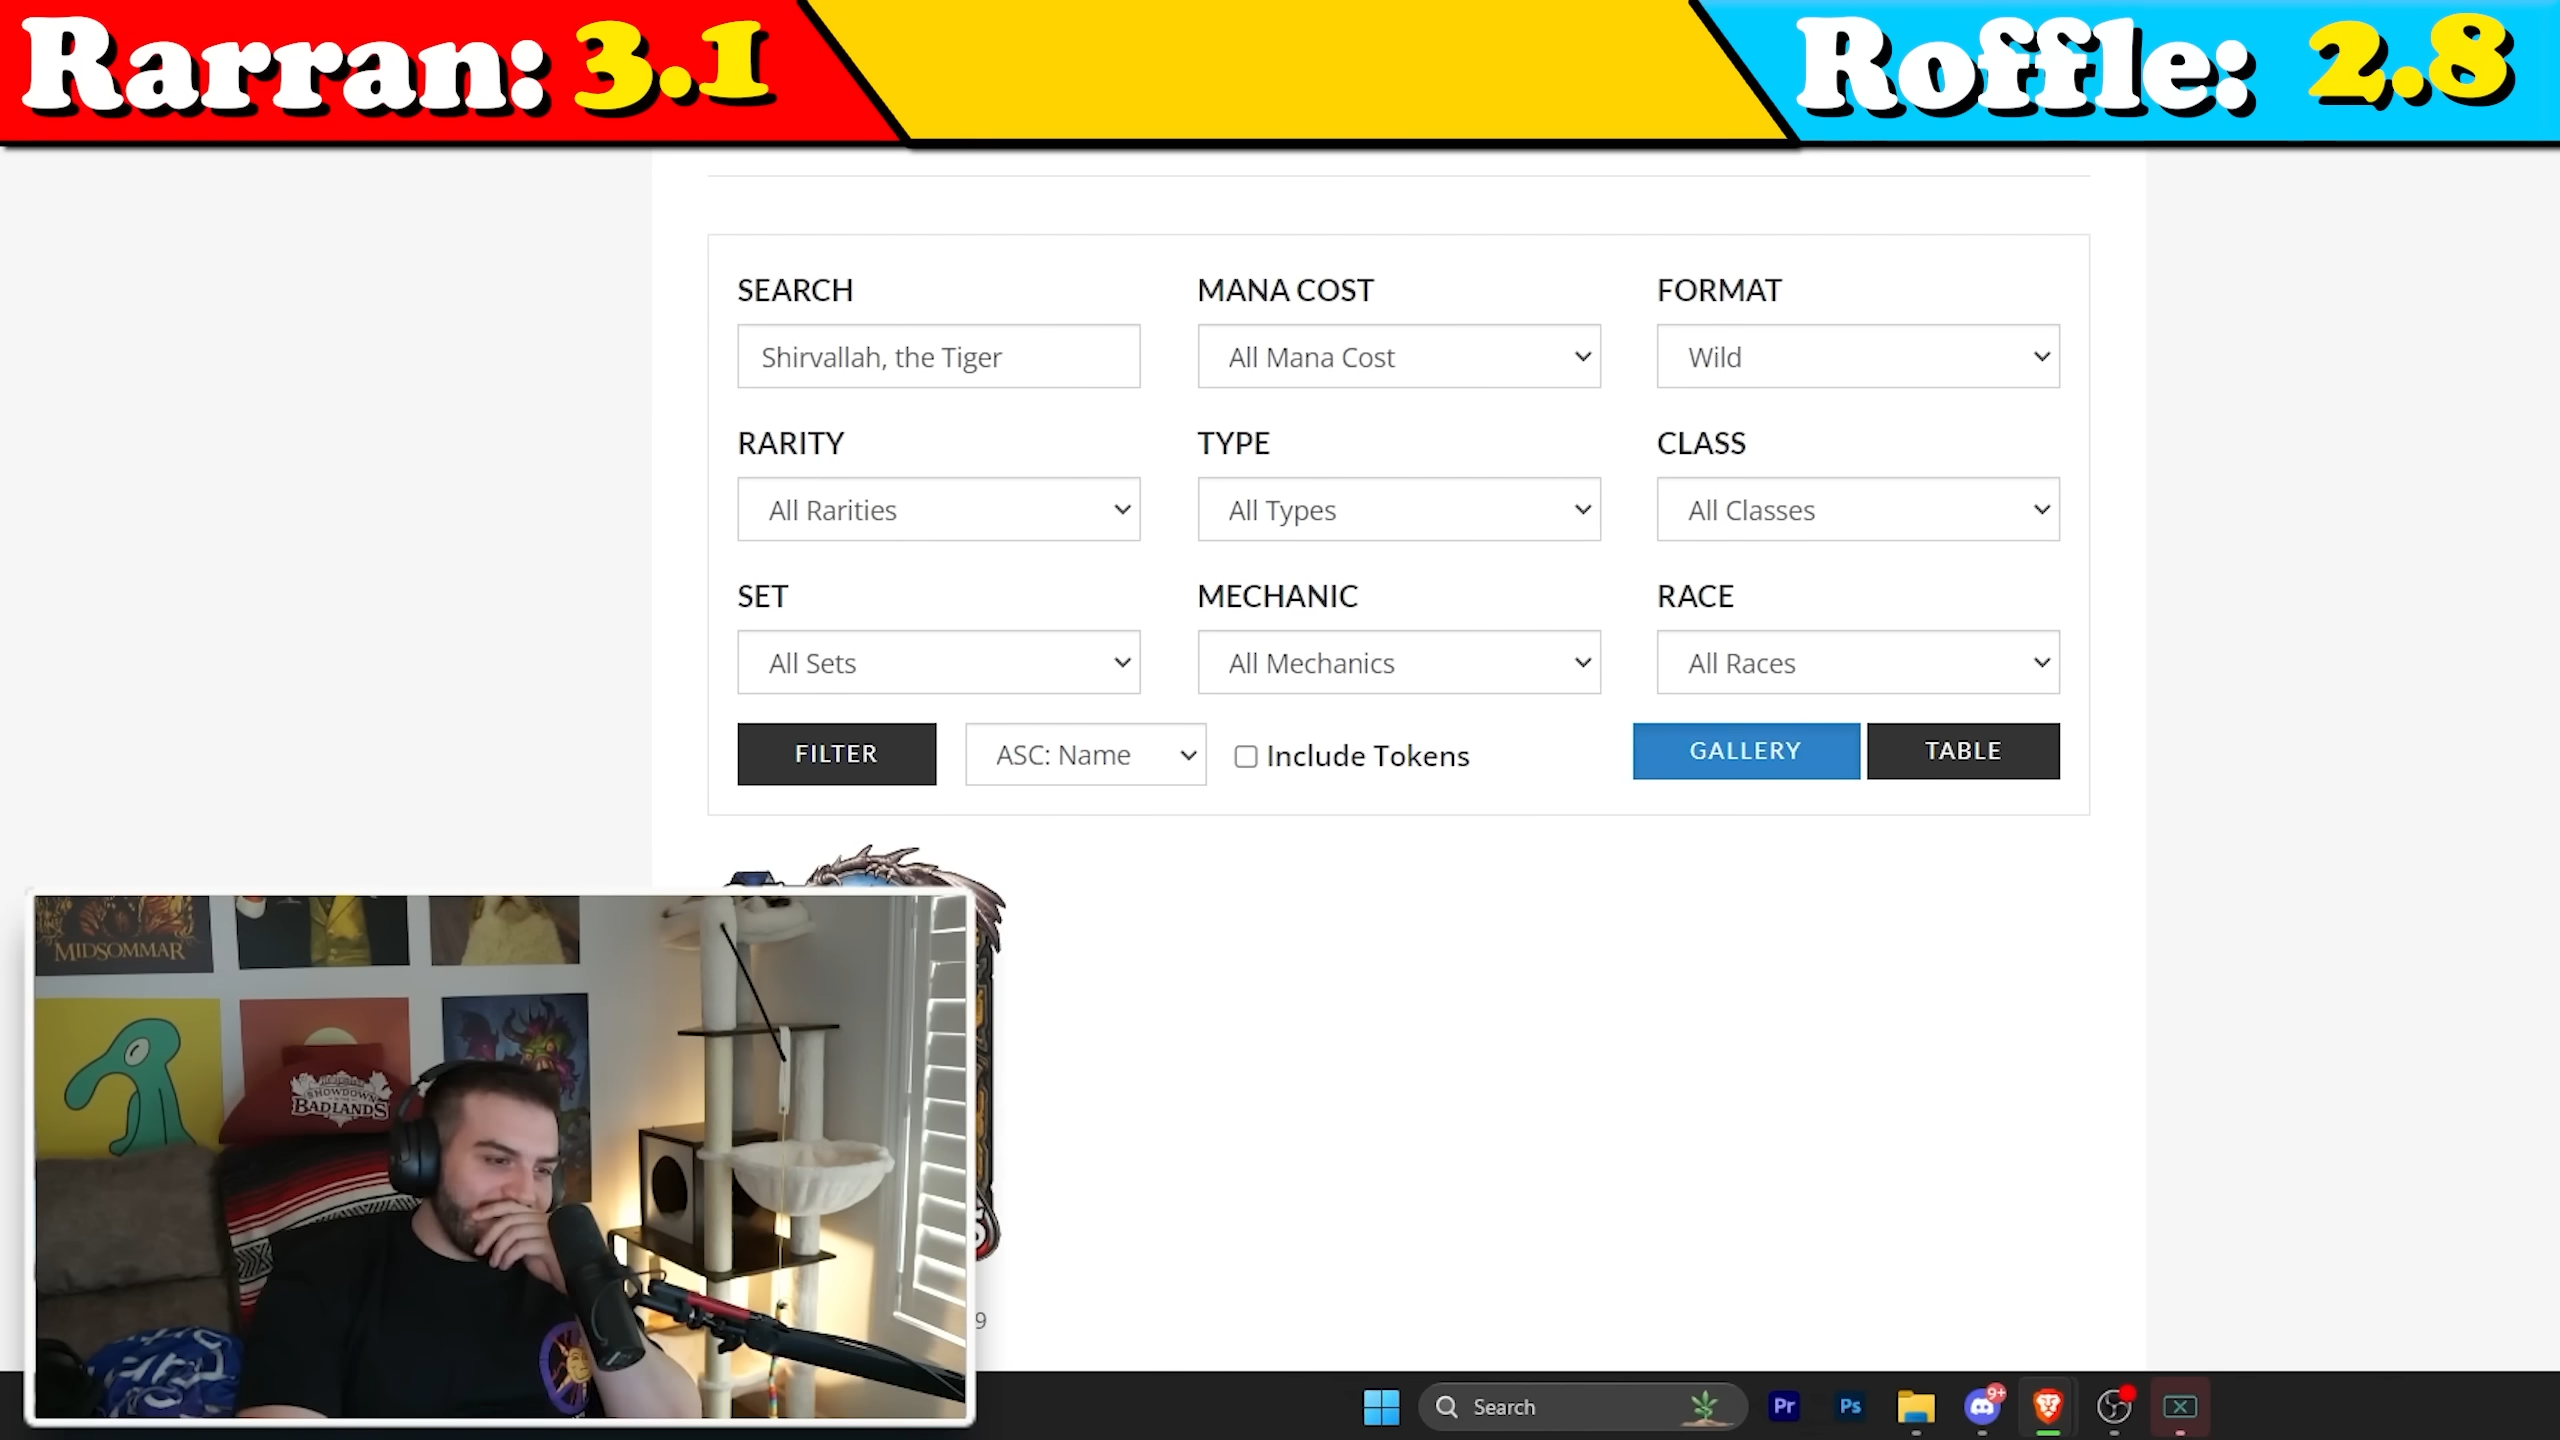 Rarran: 3.1
Roffle: 2.8
SEARCH
MANA COST
FORMAT
Shirvallah, the Tiger
All Mana Cost
Wild
RARITY
TYPE
CLASS
All Rarities
All Types
All Classes
SET
MECHANIC
RACE
All Sets
All Mechanics
All Races
FILTER
ASC: Name
Include Tokens
GALLERY
TABLE
MIDSOMMAR
SHOWDOWN
BADLANDS
9
Search
Pr
Ps
9+